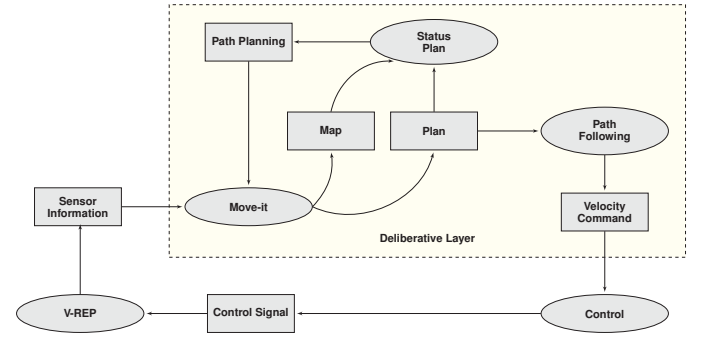 Path Planning
Status
Plan
Map
Plan
Path
Following
Sensor
Information
Move-it
Velocity
Command
Deliberative Layer
V-REP
Control Signal
Control